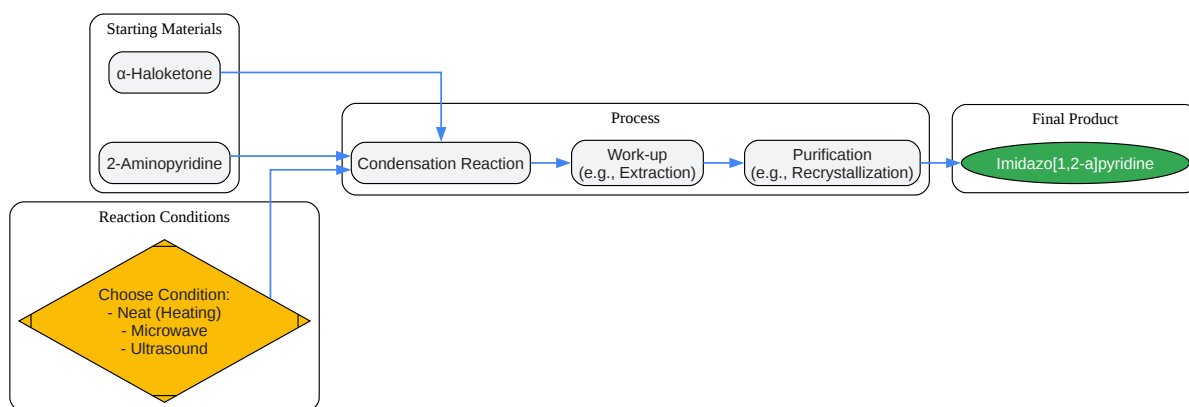 Starting Materials
α-Haloketone
2-Aminopyridine
Reaction Conditions
Choose Condition:
- Neat (Heating)
- Microwave
- Ultrasound
Process
Condensation Reaction
Work-up
(e.g., Extraction)
Purification
(e.g., Recrystallization)
Final Product
Imidazo[1,2-a]pyridine